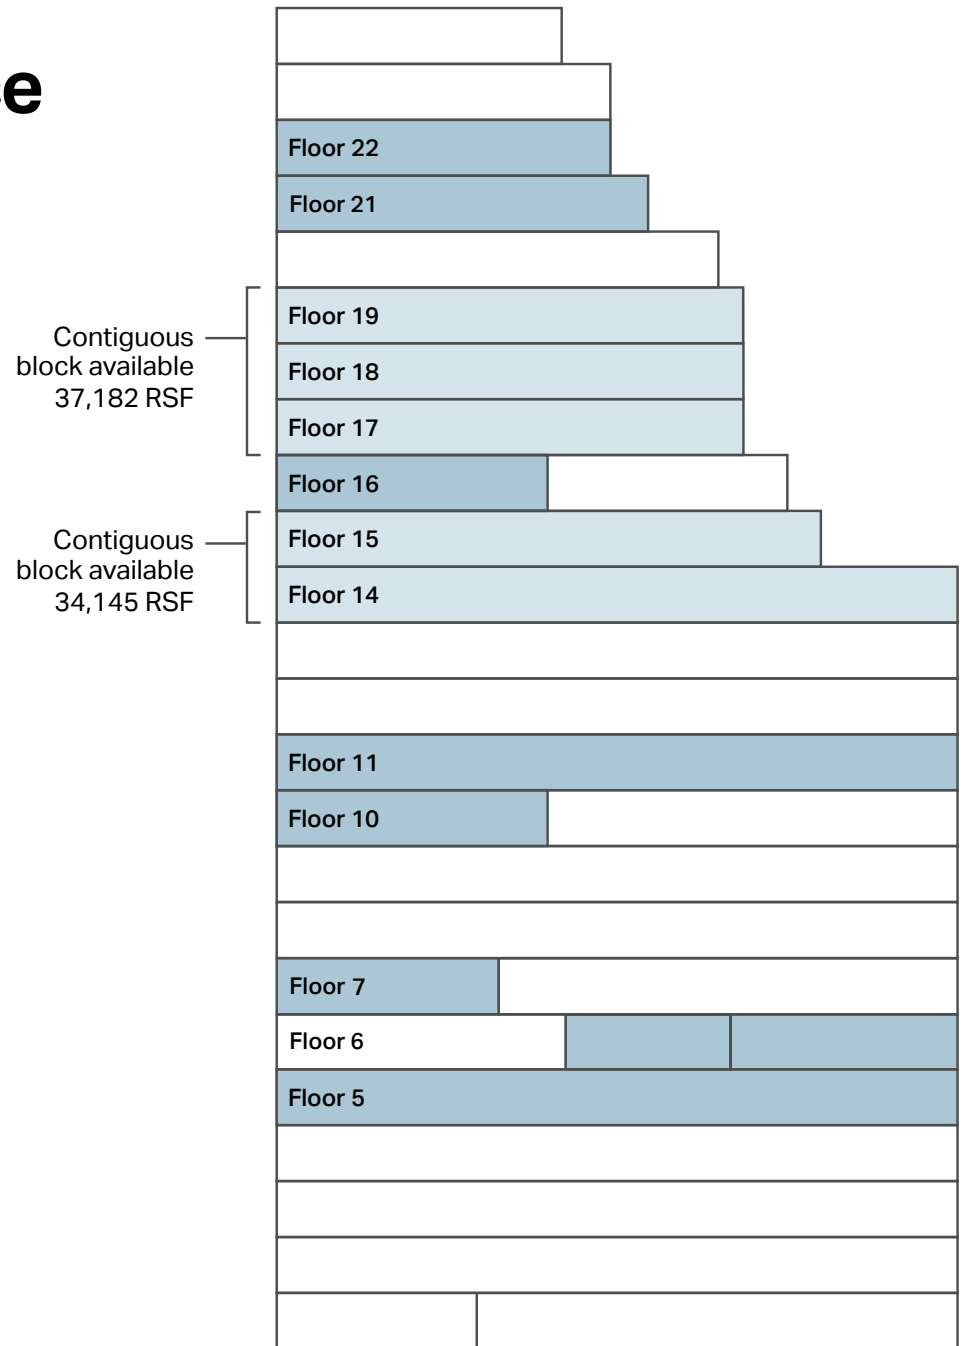 Floor 22
Floor 21
Floor 19
Contiguous
block available
37,182 RSF
Floor 18
Floor 17
Floor 16
Floor 15
Contiguous
block available
34,145 RSF
Floor 14
Floor 11
Floor 10
Floor 7
Floor 6
Floor 5